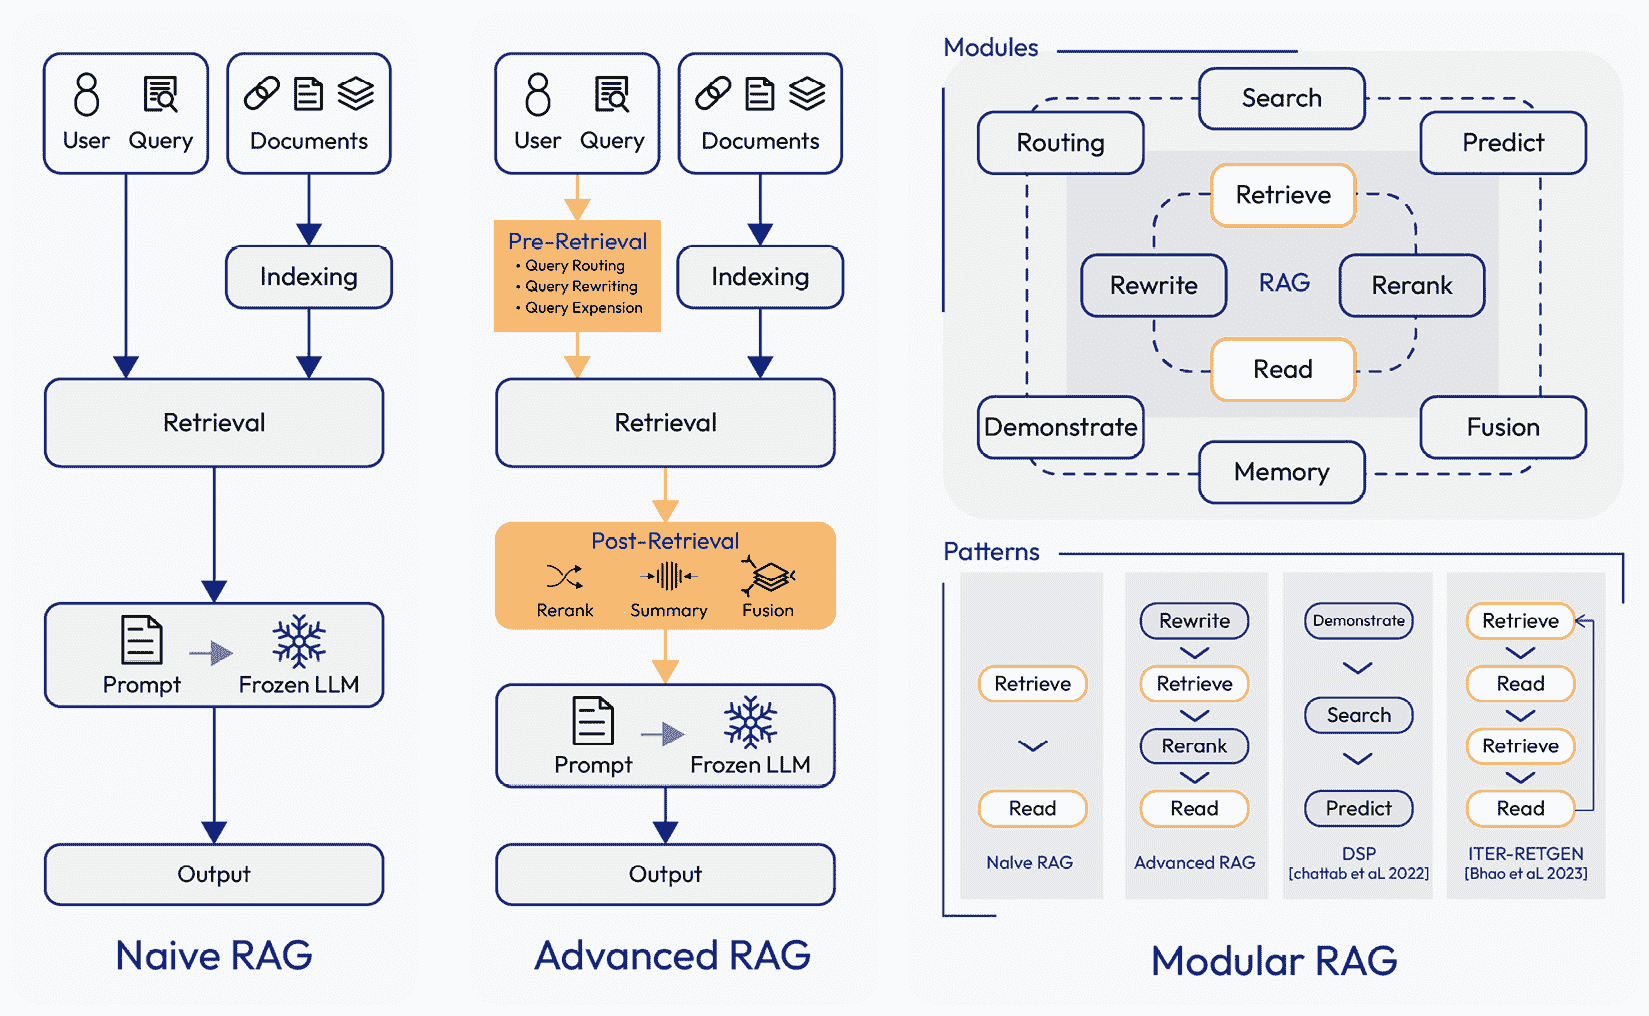 User Query
Documents
Indexing
Retrieval
Prompt
Frozen LLM
Output
Naive RAG
User Query
Documents
Pre-Retrieval
• Query Routing
• Query Rewriting
• Query Expension
Indexing
Retrieval
Post-Retrieval
Rerank
Summary
Fusion
Prompt
Frozen LLM
Output
Advanced RAG
Modules
Search
Routing
Predict
Retrieve
Rewrite
RAG
Rerank
Read
Demonstrate
Fusion
Memory
Patterns
Retrieve
Read
Naive RAG
Rewrite
Retrieve
Rerank
Read
Advanced RAG
Demonstrate
Search
Predict
DSP
[chattab et aL 2022]
Retrieve
Read
Retrieve
Read
ITER-RETGEN
[Bhao et aL 2023]
Modular RAG